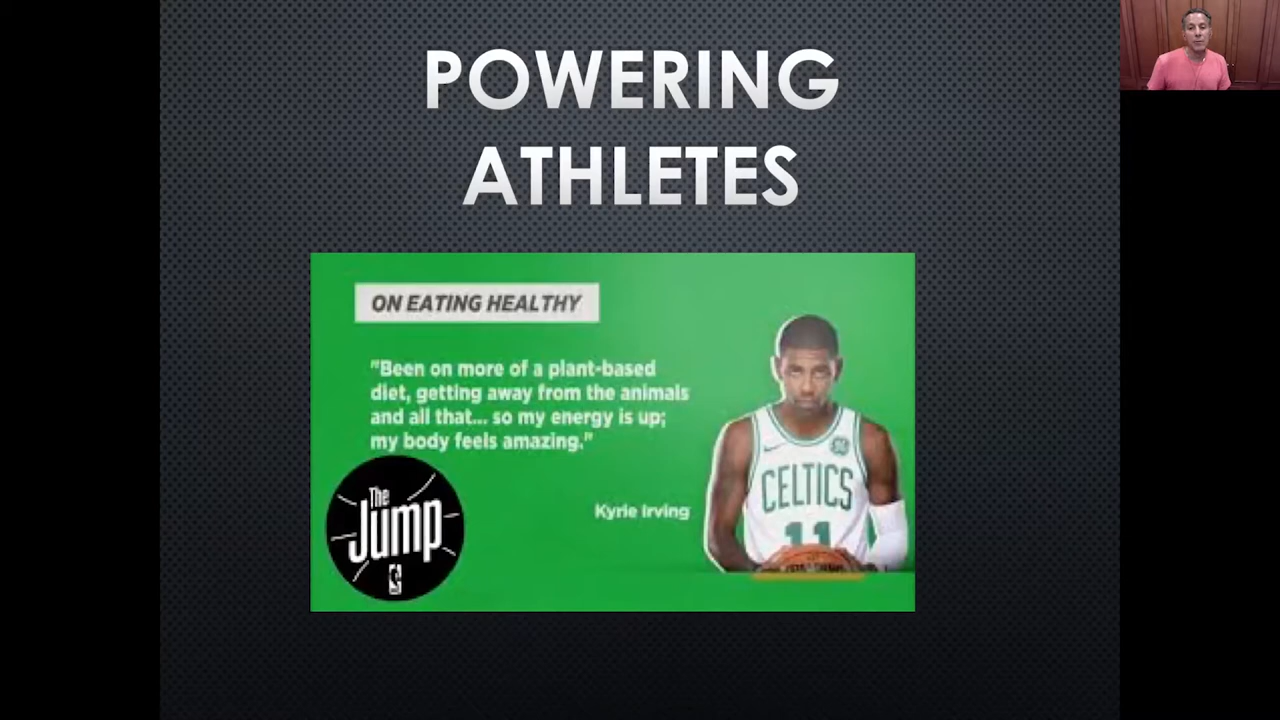 POWERING
ATHLETES
ON EATING HEALTHY
"Been on more of a plant-based
diet, getting away from the animals
and all that... so my energy is up;
my body feels amazing."
Kyrie Irving
The
Jump
CELTICS
11